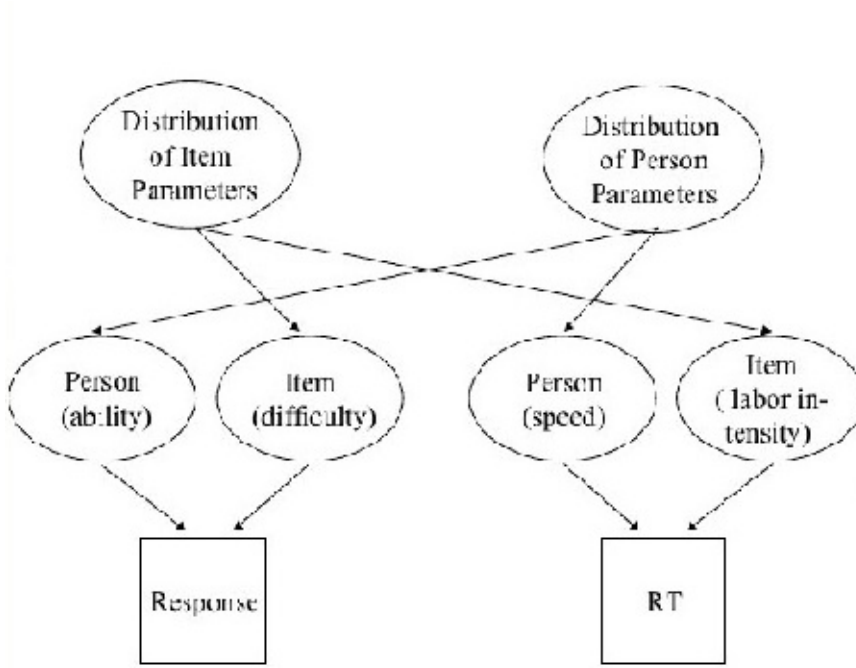 Distribution
of Item
Parameters
Distribution
of Person
Parameters
Person
(ability)
Item
(difficulty)
Person
(speed)
Item
( labor in-
tensity)
Response
RT